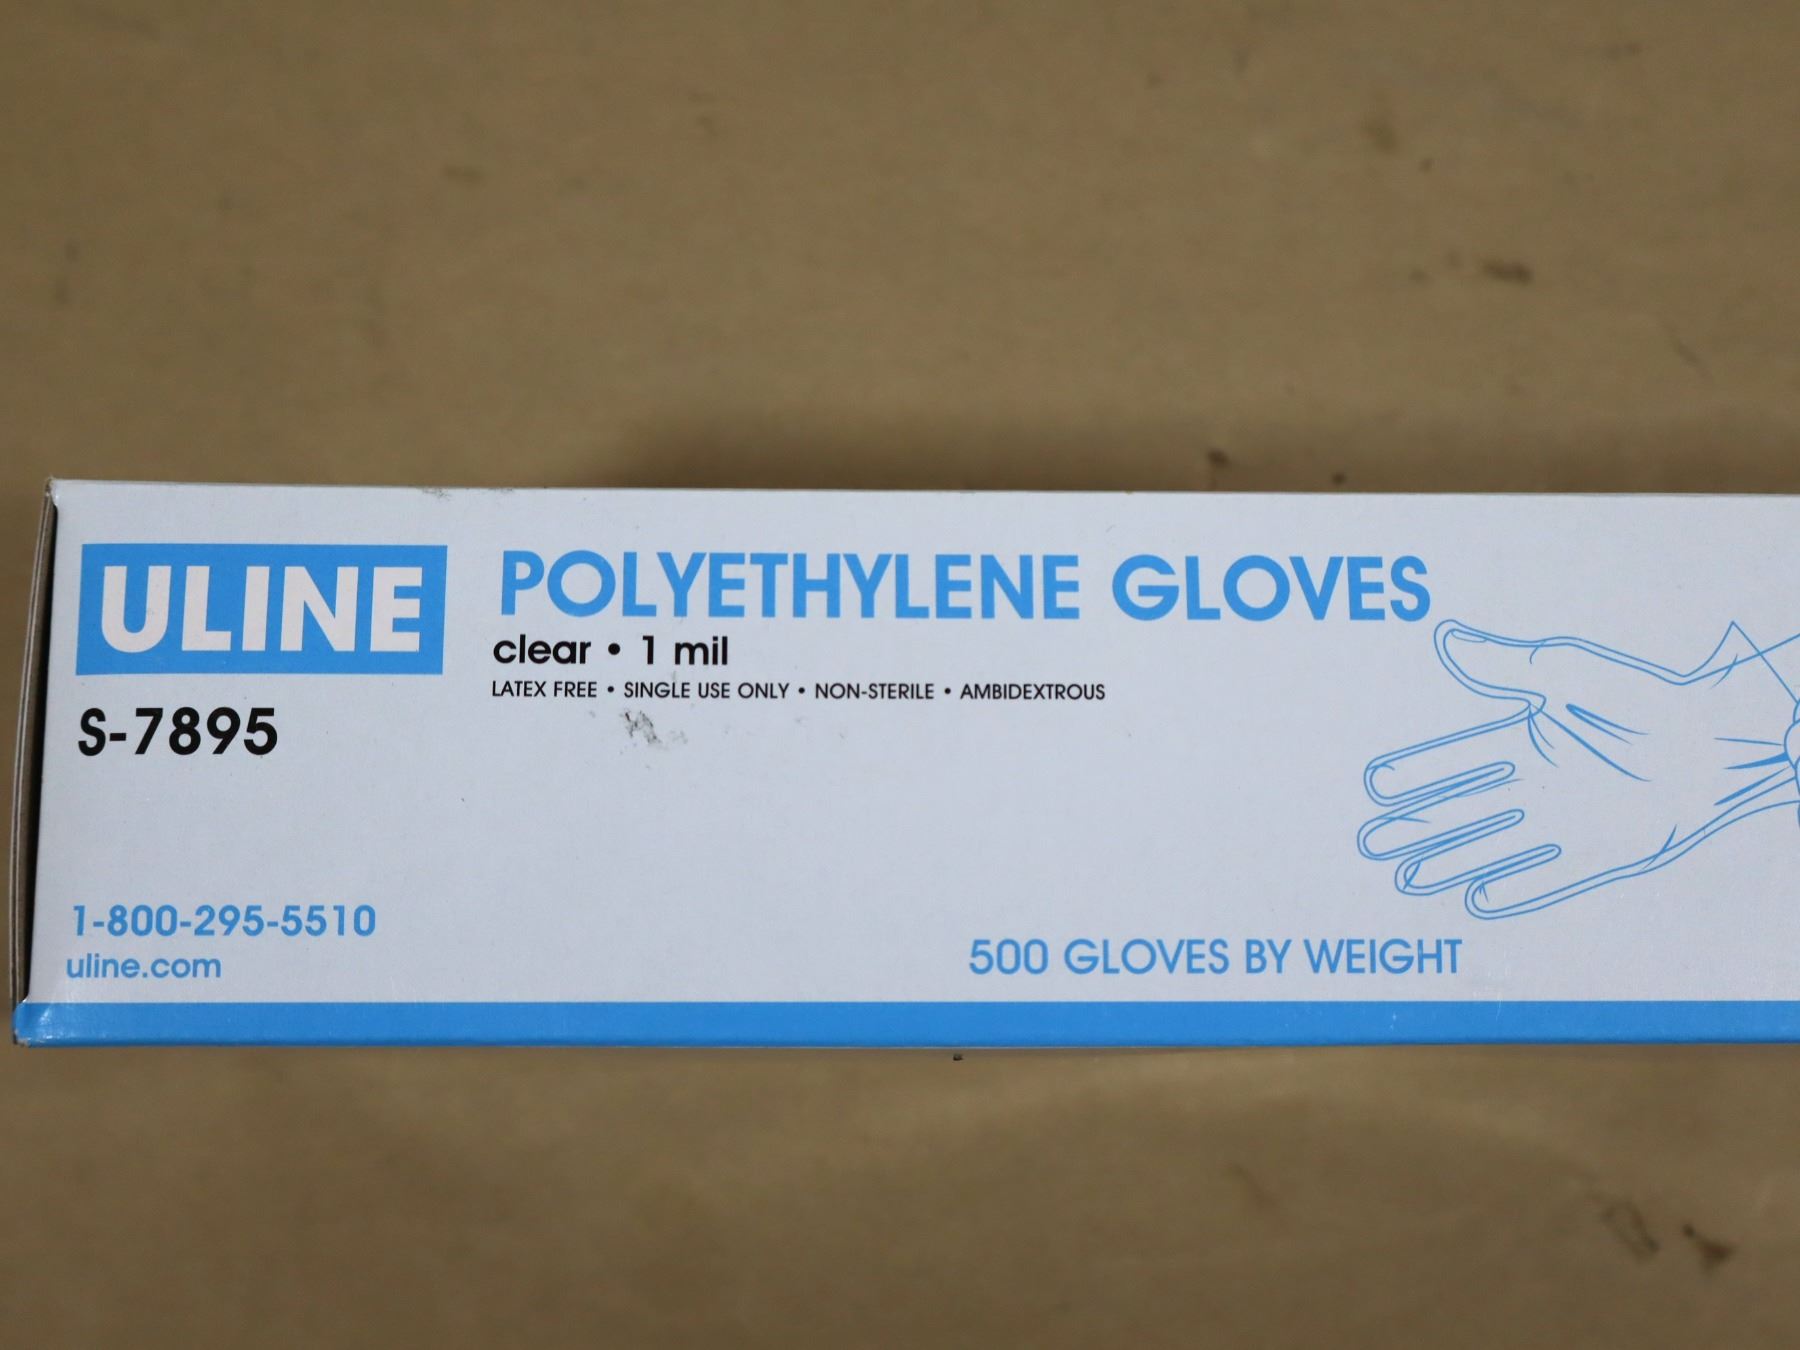 ULINE
S-7895
POLYETHYLENE GLOVES
clear • 1 mil
LATEX FREE • SINGLE USE ONLY • NON-STERILE • AMBIDEXTROUS
1-800-295-5510
uline.com
500 GLOVES BY WEIGHT